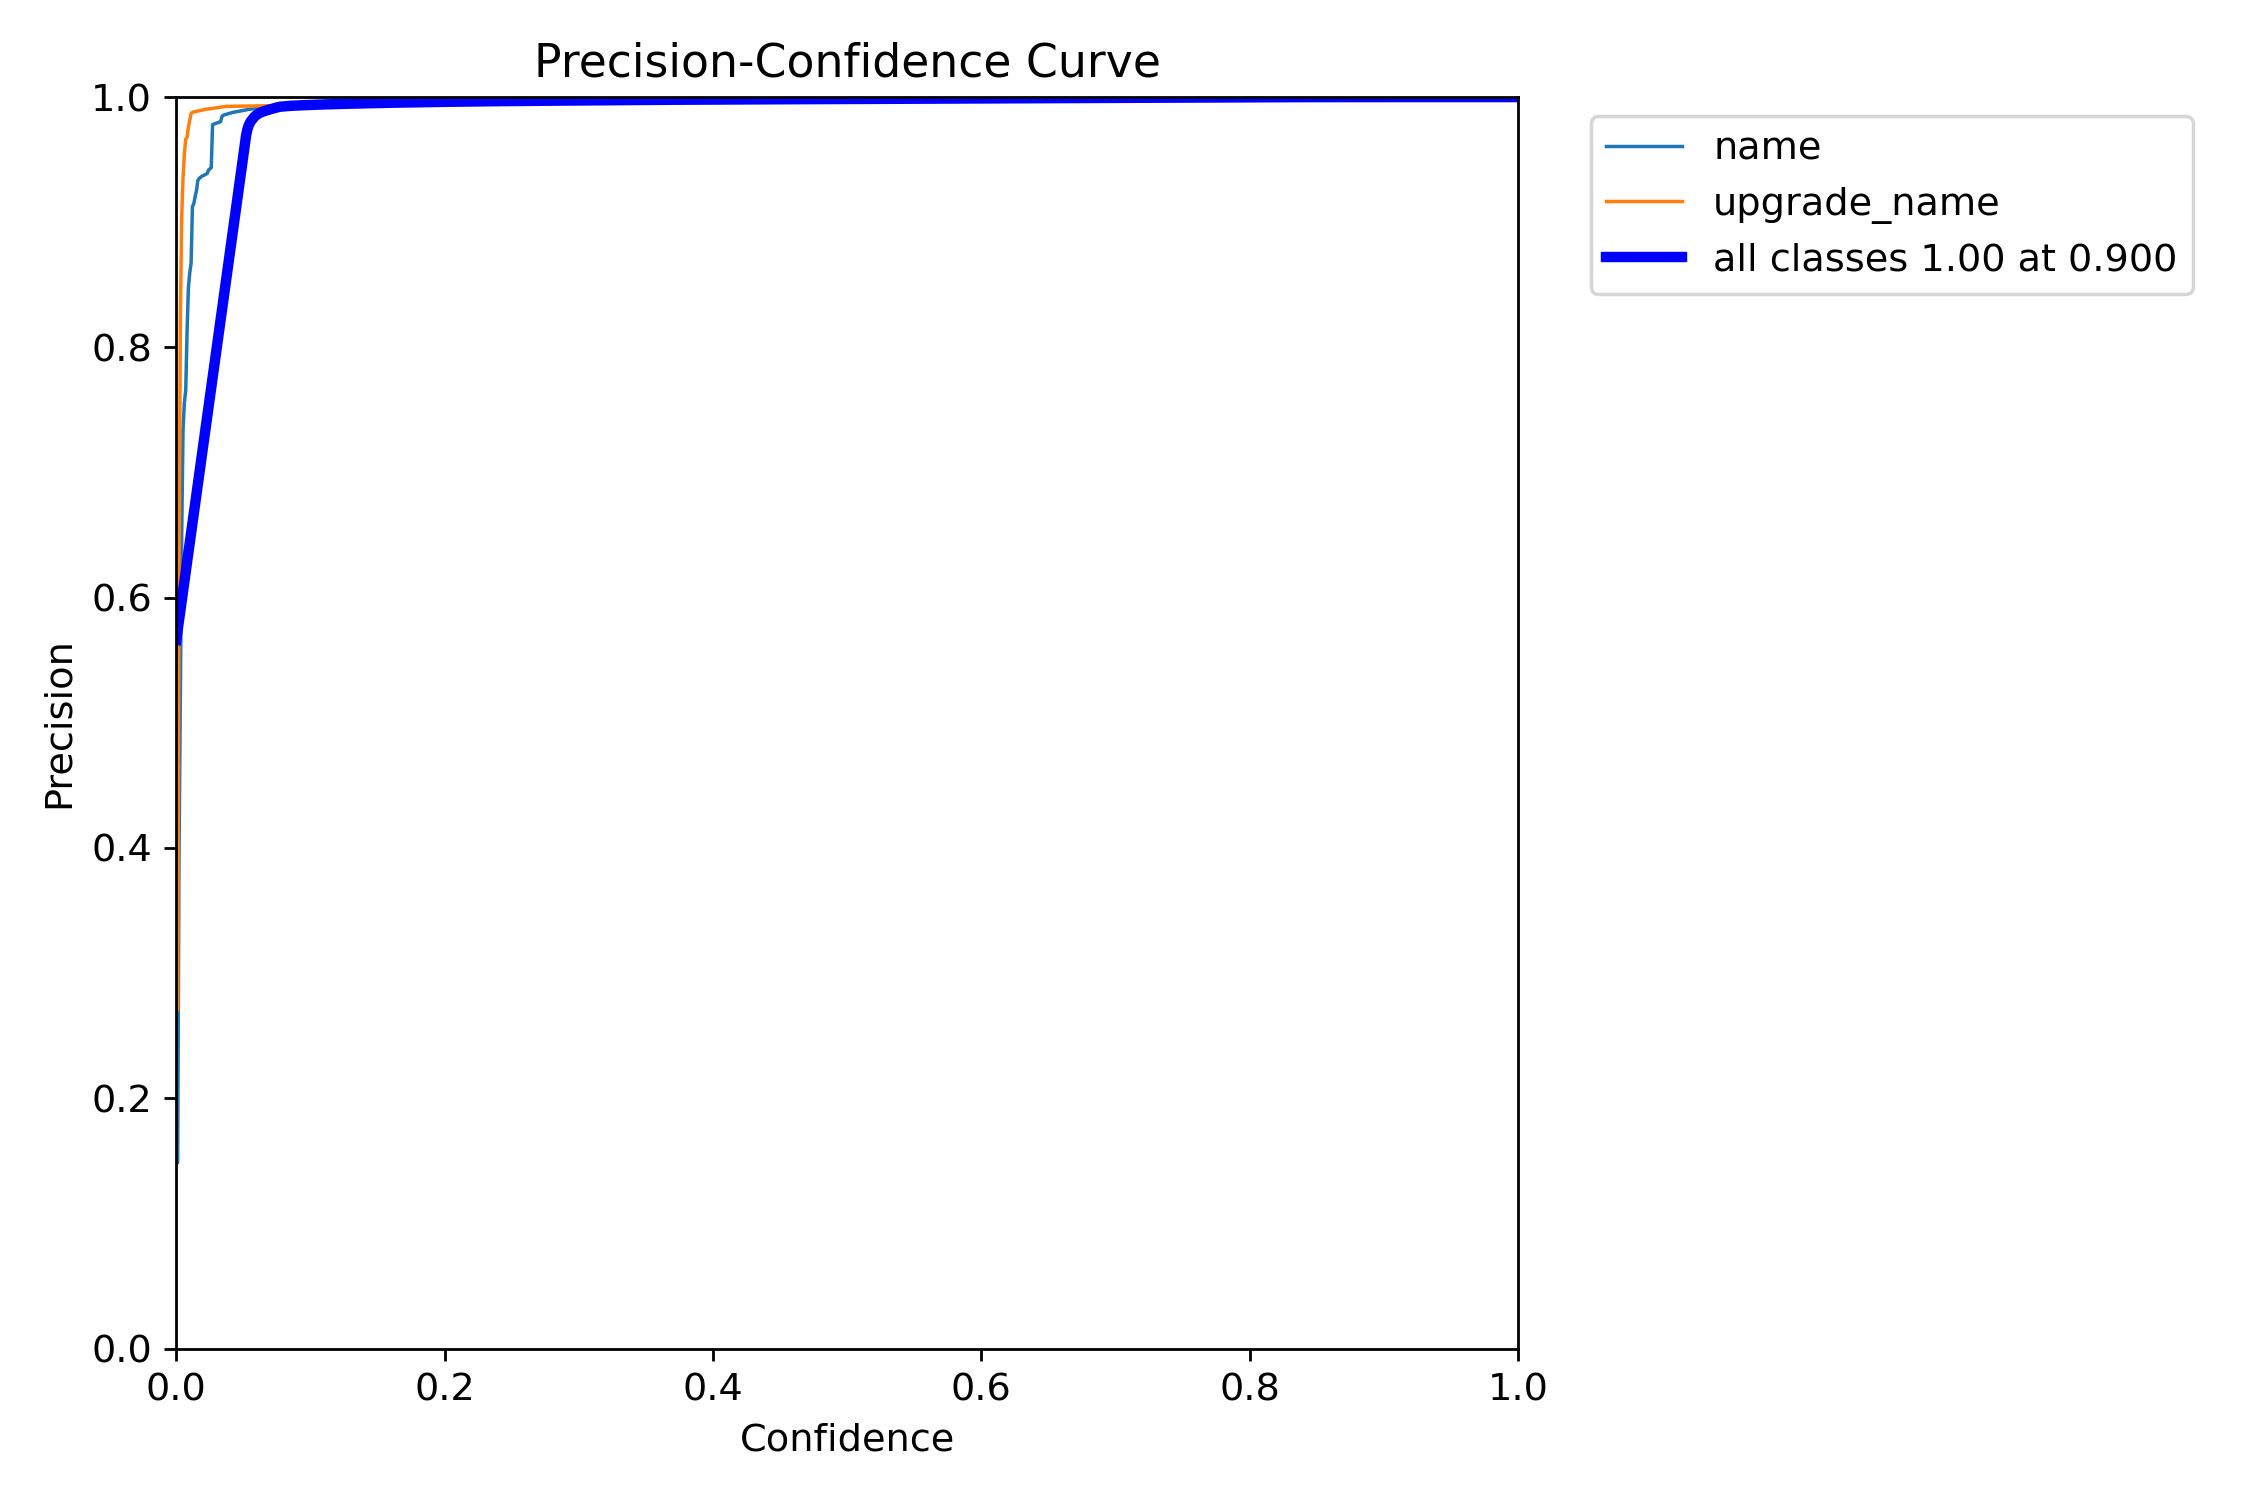 Precision-Confidence Curve
1.0
0.8
0.6
0.4
0.2
0.0
Precision
0.0 0.2 0.4 0.6 0.8 1.0
Confidence
name
upgrade_name
all classes 1.00 at 0.900